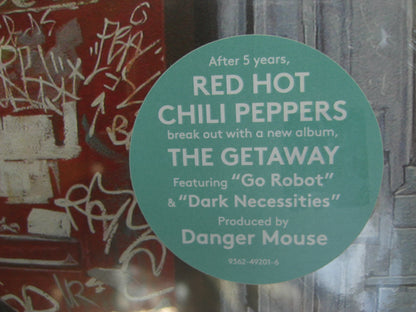 After 5 years,
RED HOT
CHILI PEPPERS
break out with a new album,
THE GETAWAY
Featuring “Go Robot”
& “Dark Necessities”
Produced by
Danger Mouse
9362-49201-6